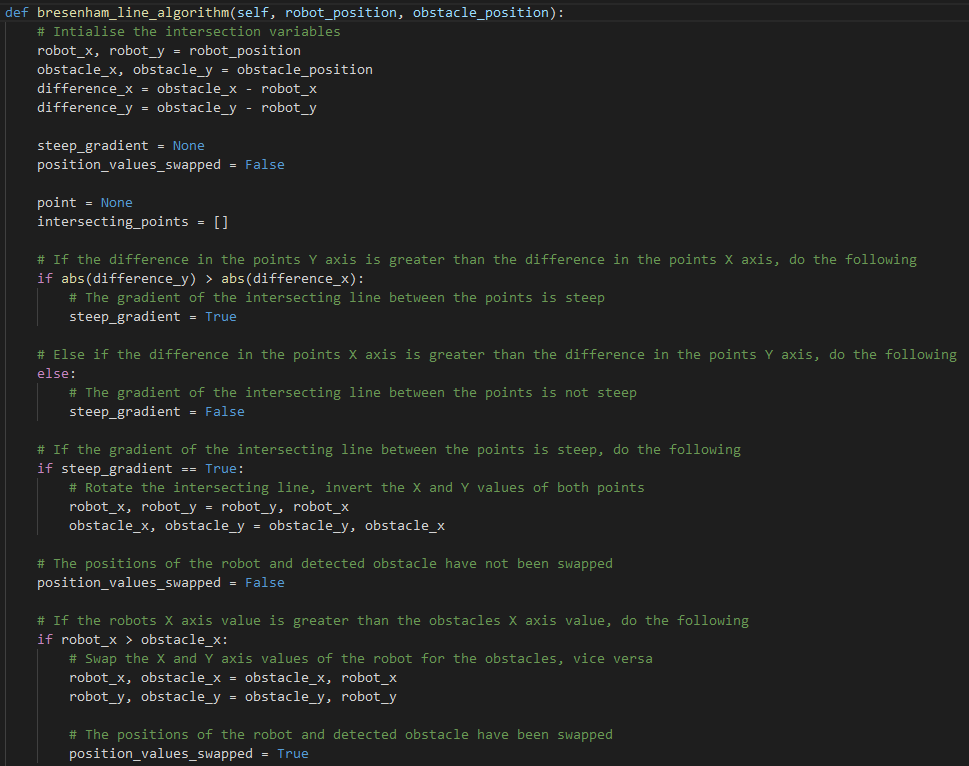 def bresenham_line_algorithm(self, robot_position, obstacle_position):
# Intialise the intersection variables
robot_x, robot_y = robot_position
obstacle_x, obstacle_y = obstacle_position
difference_x = obstacle_x - robot_x
difference_y = obstacle_y - robot_y
steep_gradient = None
position_values_swapped = False
point = None
intersecting_points = []
# If the difference in the points Y axis is greater than the difference in the points X axis, do the following
if abs(difference_y) > abs(difference_x):
# The gradient of the intersecting line between the points is steep
steep_gradient = True
# Else if the difference in the points X axis is greater than the difference in the points Y axis, do the following
else:
# The gradient of the intersecting line between the points is not steep
steep_gradient = False
# If the gradient of the intersecting line between the points is steep, do the following
if steep_gradient == True:
# Rotate the intersecting line, invert the X and Y values of both points
robot_x, robot_y = robot_y, robot_x
obstacle_x, obstacle_y = obstacle_y, obstacle_x
# The positions of the robot and detected obstacle have not been swapped
position_values_swapped = False
# If the robots X axis value is greater than the obstacles X axis value, do the following
if robot_x > obstacle_x:
# Swap the X and Y axis values of the robot for the obstacles, vice versa
robot_x, obstacle_x = obstacle_x, robot_x
robot_y, obstacle_y = obstacle_y, robot_y
# The positions of the robot and detected obstacle have been swapped
position_values_swapped = True